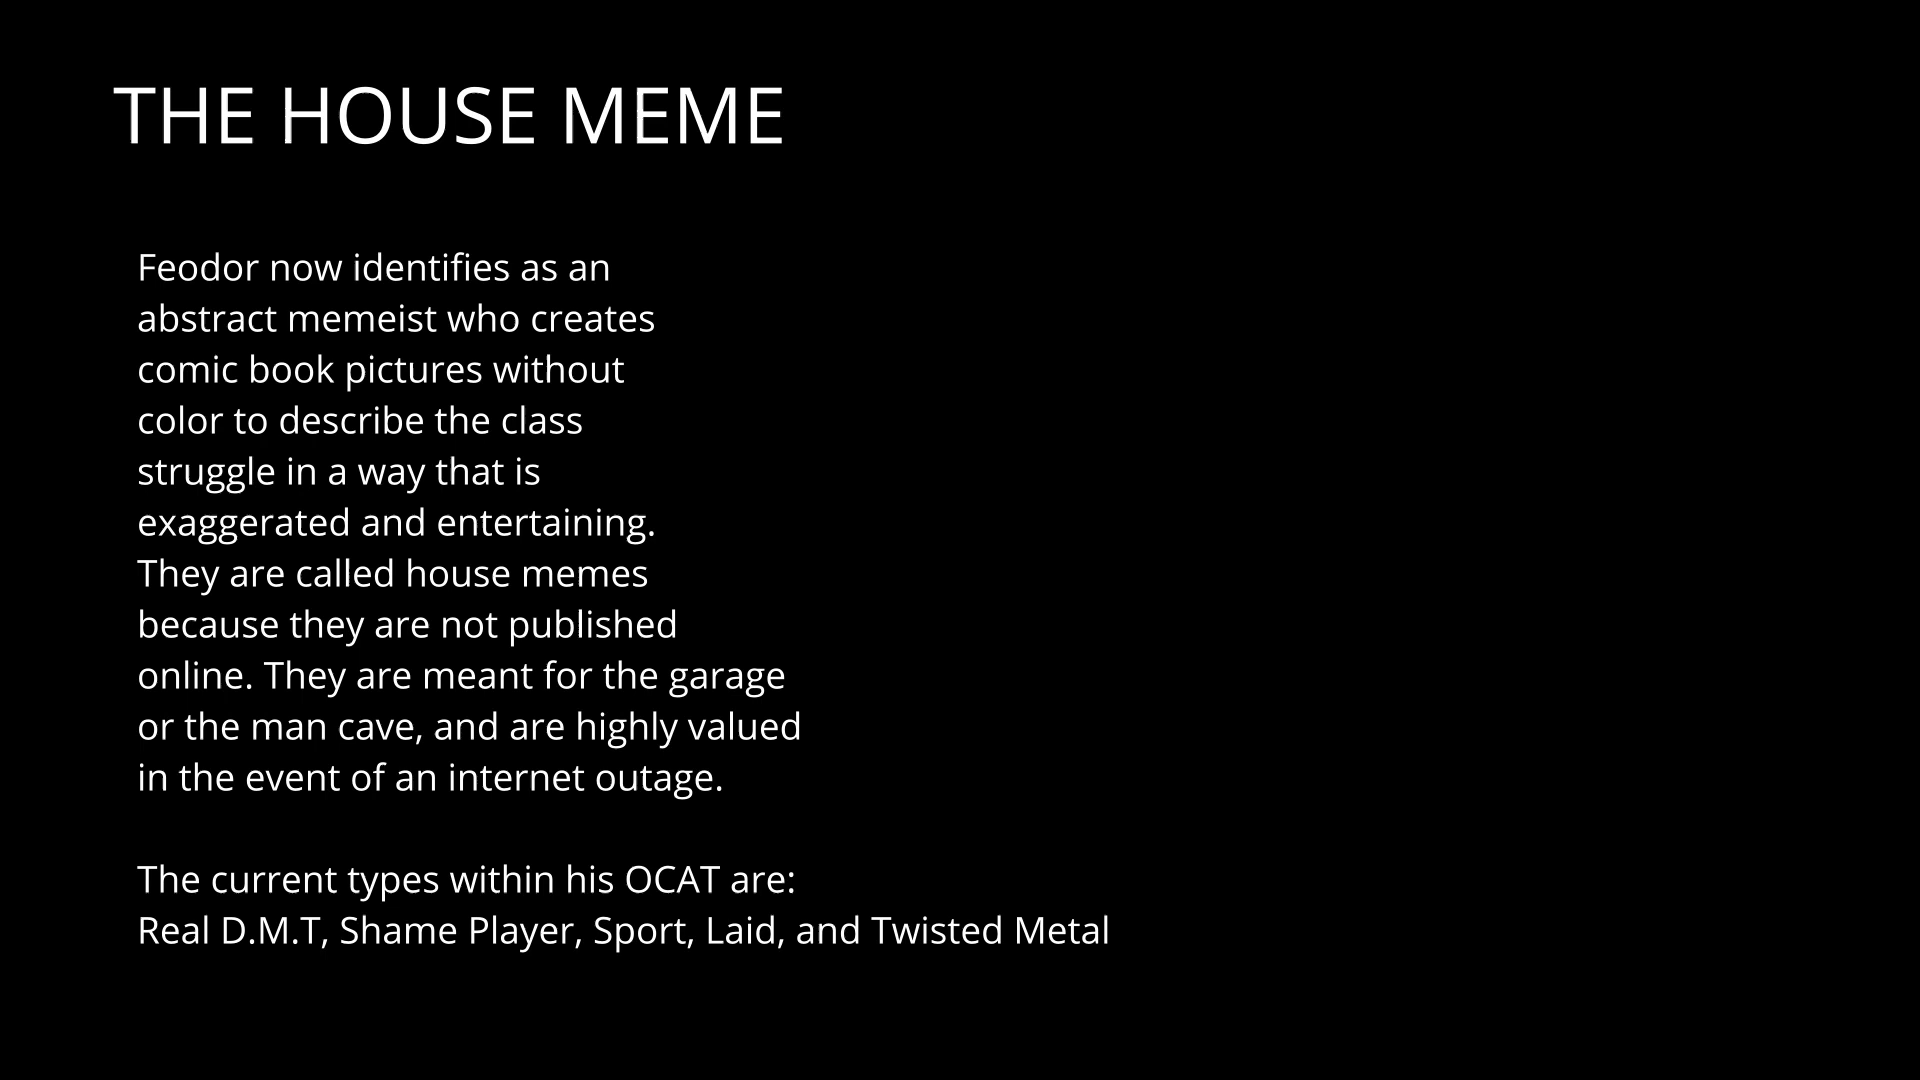 THE HOUSE MEME
Feodor now identifies as an
abstract memeist who creates
comic book pictures without
color to describe the class
struggle in a way that is
exaggerated and entertaining.
They are called house memes
because they are not published
online. They are meant for the garage
or the man cave, and are highly valued
in the event of an internet outage.
The current types within his OCAT are:
Real D.M.T, Shame Player, Sport, Laid, and Twisted Metal